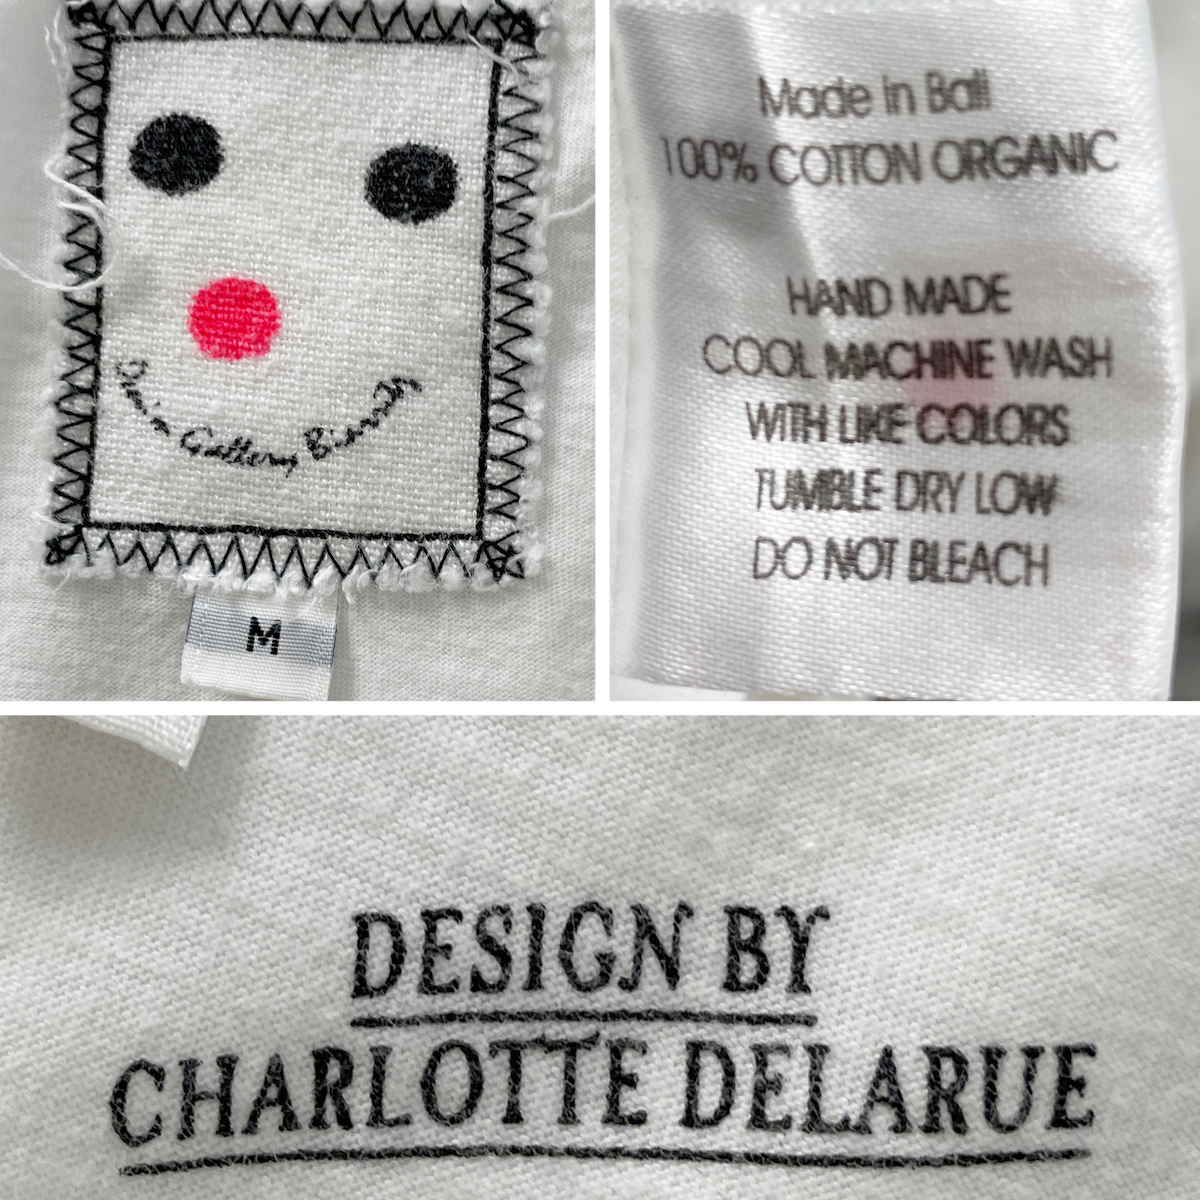 Gallery
M
Made in Bali
100% COTTON ORGANIC
HAND MADE
COOL MACHINE WASH
WITH LIKE COLORS
TUMBLE DRY LOW
DO NOT BLEACH
DESIGN BY
CHARLOTTE DELARUE